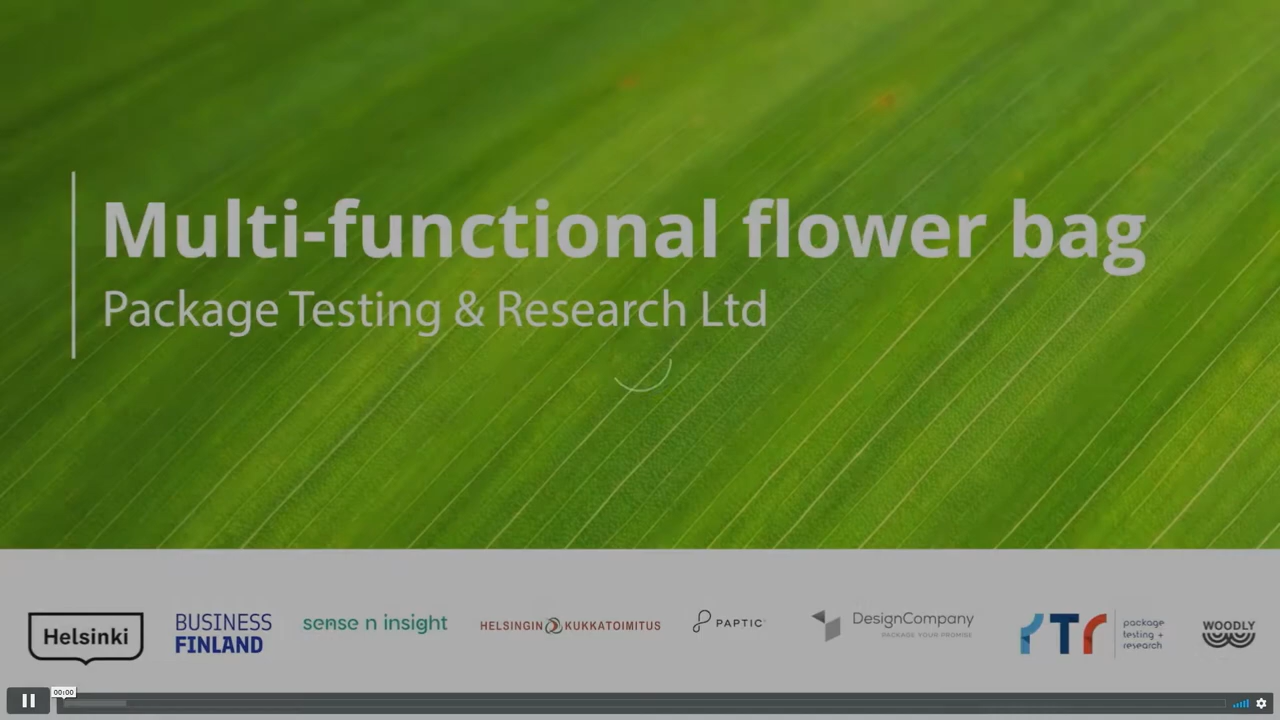 Multi-functional flower bag
Package Testing & Research Ltd
Helsinki
BUSINESS
FINLAND
sense n insight
HELSINGIN KUKKATOIMITUS
PAPTIC
DesignCompany
PACKAGE YOUR PROMISE
rTr
package
testing +
research
WOODLY
00:00